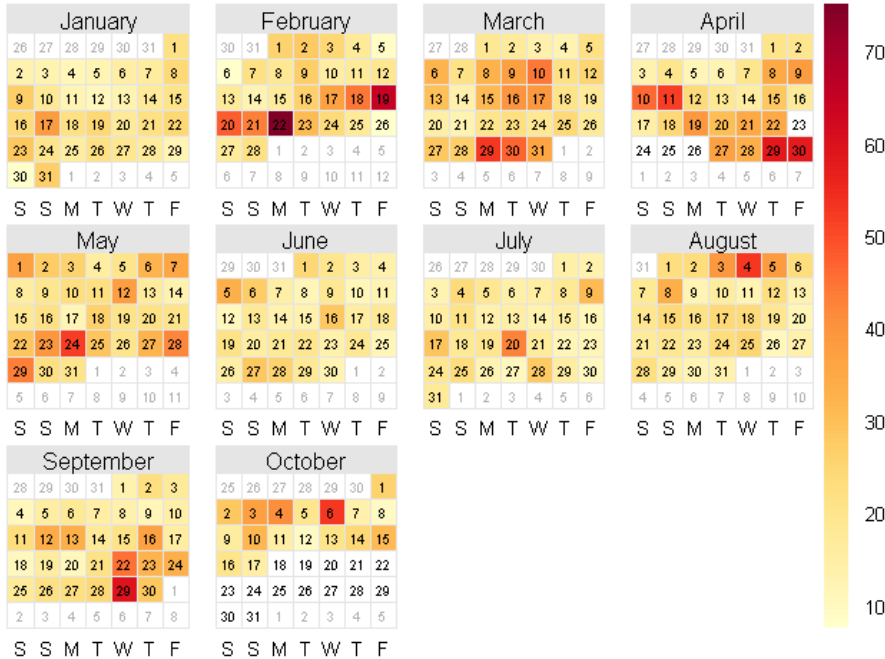 January
26 27 28 29 30 31 1
2 3 4 5 6 7 8
9 10 11 12 13 14 15
16 17 18 19 20 21 22
23 24 25 26 27 28 29
30 31 1 2 3 4 5
S S M T W T F
February
30 31 1 2 3 4 5
6 7 8 9 10 11 12
13 14 15 16 17 18 19
20 21 22 23 24 25 26
27 28 1 2 3 4 5
6 7 8 9 10 11 12
S S M T W T F
March
27 28 1 2 3 4 5
6 7 8 9 10 11 12
13 14 15 16 17 18 19
20 21 22 23 24 25 26
27 28 29 30 31 1 2
3 4 5 6 7 8 9
S S M T W T F
April
27 28 29 30 31 1 2
3 4 5 6 7 8 9
10 11 12 13 14 15 16
17 18 19 20 21 22 23
24 25 26 27 28 29 30
1 2 3 4 5 6 7
S S M T W T F
May
1 2 3 4 5 6 7
8 9 10 11 12 13 14
15 16 17 18 19 20 21
22 23 24 25 26 27 28
29 30 31 1 2 3 4
5 6 7 8 9 10 11
S S M T W T F
June
29 30 31 1 2 3 4
5 6 7 8 9 10 11
12 13 14 15 16 17 18
19 20 21 22 23 24 25
26 27 28 29 30 1 2
3 4 5 6 7 8 9
S S M T W T F
July
26 27 28 29 30 1 2
3 4 5 6 7 8 9
10 11 12 13 14 15 16
17 18 19 20 21 22 23
24 25 26 27 28 29 30
31 1 2 3 4 5 6
S S M T W T F
August
31 1 2 3 4 5 6
7 8 9 10 11 12 13
14 15 16 17 18 19 20
21 22 23 24 25 26 27
28 29 30 31 1 2 3
4 5 6 7 8 9 10
S S M T W T F
September
28 29 30 31 1 2 3
4 5 6 7 8 9 10
11 12 13 14 15 16 17
18 19 20 21 22 23 24
25 26 27 28 29 30 1
2 3 4 5 6 7 8
S S M T W T F
October
25 26 27 28 29 30 1
2 3 4 5 6 7 8
9 10 11 12 13 14 15
16 17 18 19 20 21 22
23 24 25 26 27 28 29
30 31 1 2 3 4 5
S S M T W T F
70
60
50
40
30
20
10